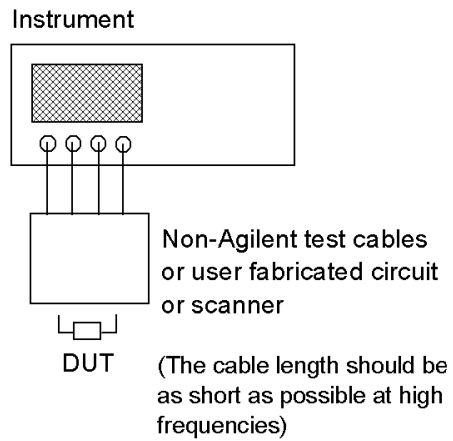 Instrument
Non-Agilent test cables
or user fabricated circuit
or scanner
DUT
(The cable length should be
as short as possible at high
frequencies)